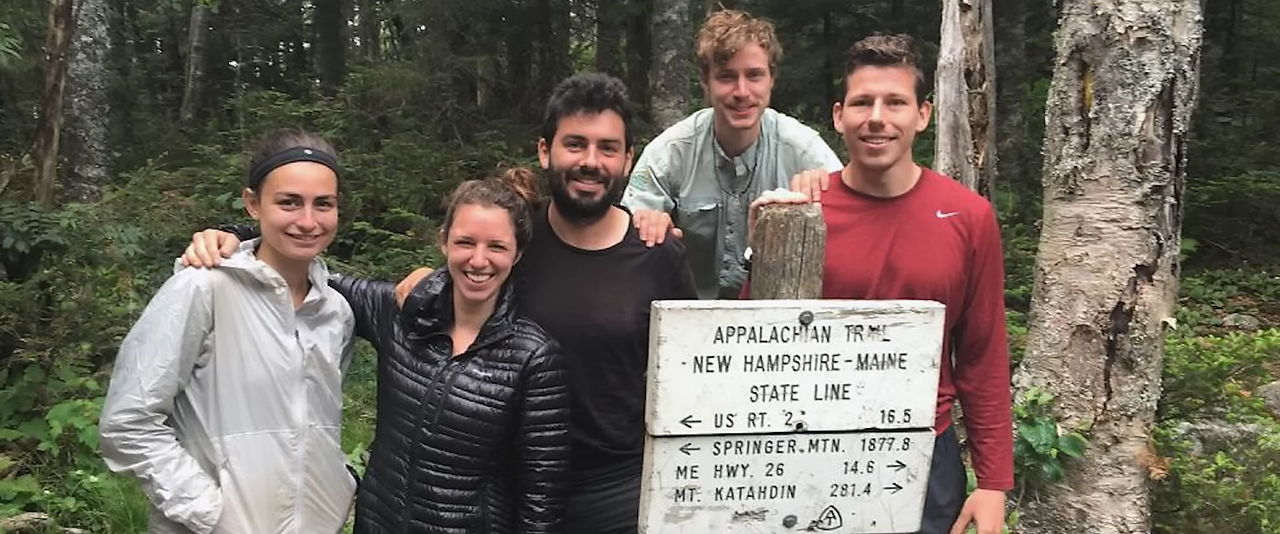 APPALACHIAN TRAIL
- NEW HAMPSHIRE-MAINE
STATE LINE
← US RT. 2 16.5
← SPRINGER MTN. 1877.8
ME HWY. 26 14.6 →
MT. KATAHDIN 281.4 →